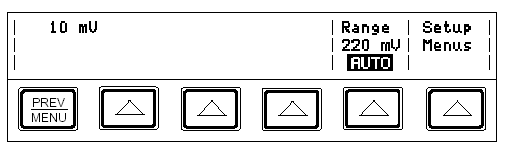 10 mV
Range
Setup
220 mV
Menus
AUTO
PREV
MENU